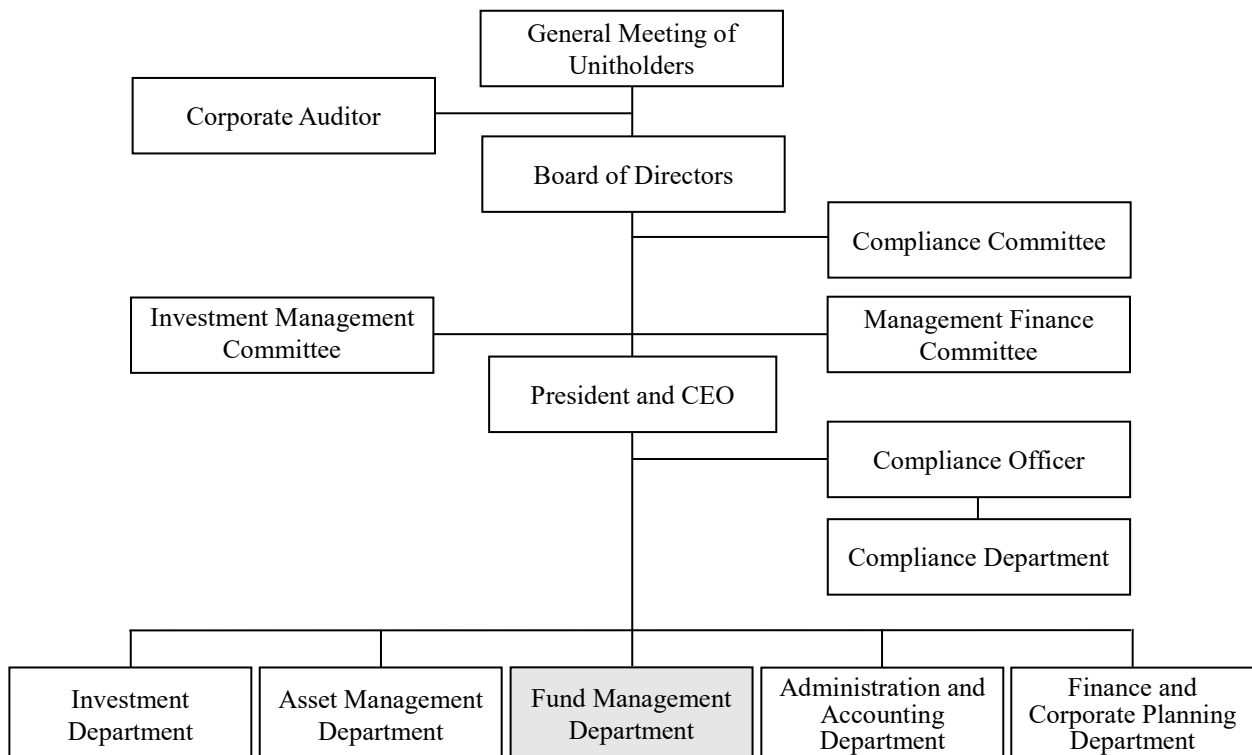 General Meeting of
Unitholders
Corporate Auditor
Board of Directors
Compliance Committee
Investment Management
Committee
Management Finance
Committee
President and CEO
Compliance Officer
Compliance Department
Investment
Department
Asset Management
Department
Fund Management
Department
Administration and
Accounting
Department
Finance and
Corporate Planning
Department